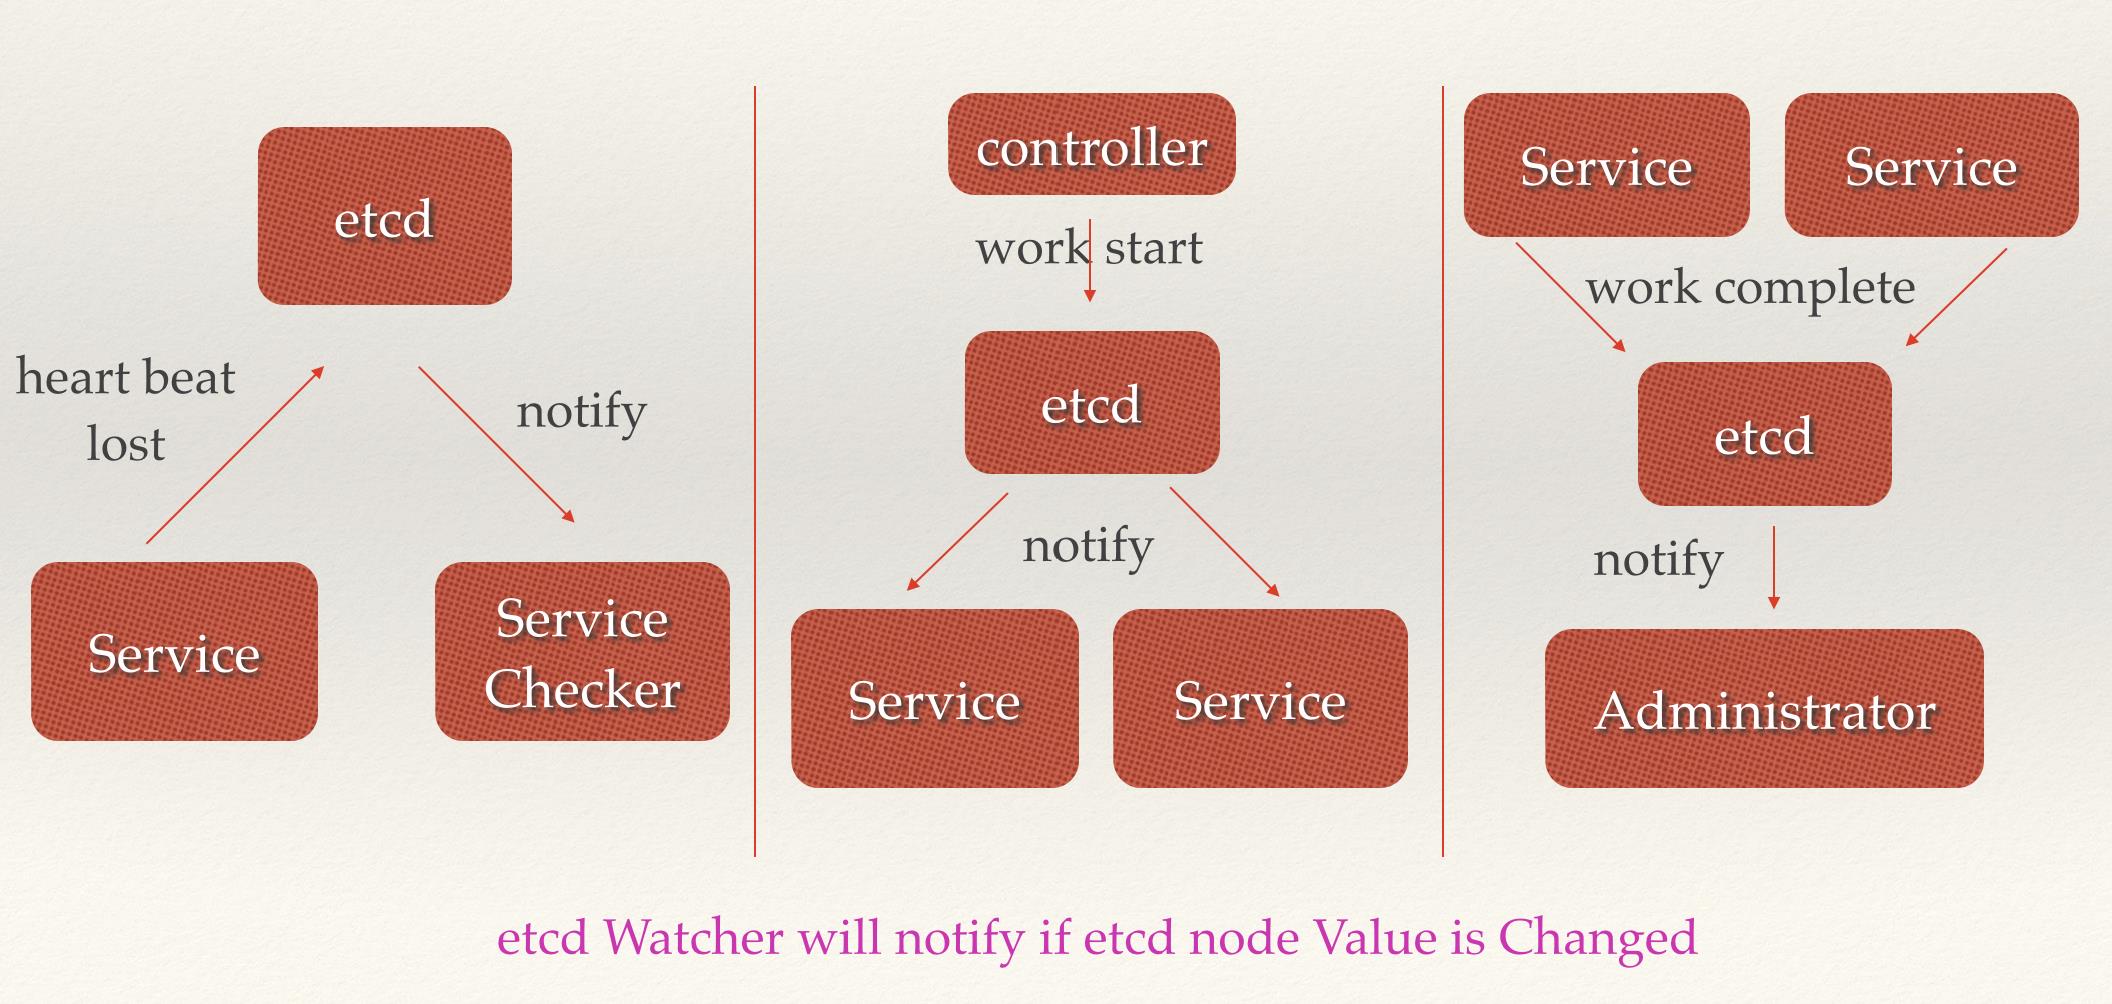 etcd
heart beat
lost
notify
Service
Service
Checker
controller
work start
etcd
notify
Service
Service
Service
Service
work complete
etcd
notify
Administrator
etcd Watcher will notify if etcd node Value is Changed